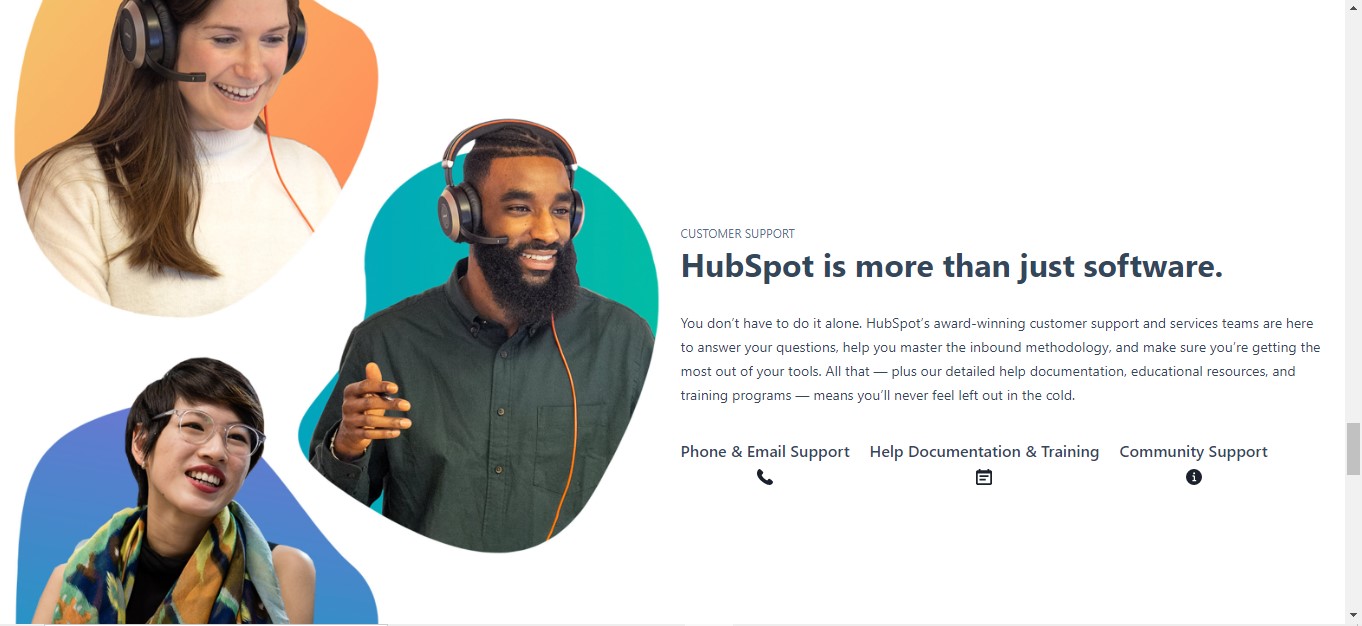 CUSTOMER SUPPORT
HubSpot is more than just software.
You don’t have to do it alone. HubSpot’s award-winning customer support and services teams are here
to answer your questions, help you master the inbound methodology, and make sure you’re getting the
most out of your tools. All that — plus our detailed help documentation, educational resources, and
training programs — means you’ll never feel left out in the cold.
Phone & Email Support Help Documentation & Training Community Support